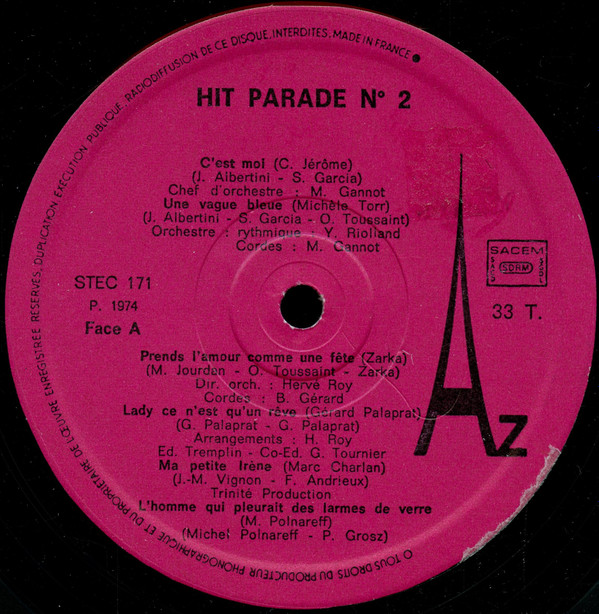 O TOUS DROITS DU PRODUCTEUR PHONOGRAPHIQUE ET DU PROPRIÉTAIRE DE L'ŒUVRE ENREGISTRÉE RÉSERVÉS, DUPLICATION EXÉCUTION PUBLIQUE, RADIODIFFUSION DE CE DISQUE, INTERDITES, MADE IN FRANCE
HIT PARADE N° 2
C'est moi (C. Jérôme)
(J. Albertini - S. Garcia)
Chef d'orchestre : M. Gannot
Une vague bleue (Michèle Torr)
(J. Albertini - S. Garcia - O. Toussaint)
Orchestre : rythmique : Y. Riolland
Cordes : M. Gannot
STEC 171
P. 1974
Face A
SACEM
SDRM
33 T.
Prends l'amour comme une fête (Zarka)
(M. Jourdan - O. Toussaint - Zarka)
Dir. orch. : Hervé Roy
Cordes : B. Gérard
Lady ce n'est qu'un rêve (Gérard Palaprat)
(G. Palaprat - G. Palaprat)
Arrangements : H. Roy
Ed. Tremplin - Co-Ed. G. Tournier
Ma petite Irène (Marc Charlan)
(J.-M. Vignon - F. Andrieux)
Trinité Production
L'homme qui pleurait des larmes de verre
(M. Polnareff)
(Michel Polnareff - P. Grosz)
AZ